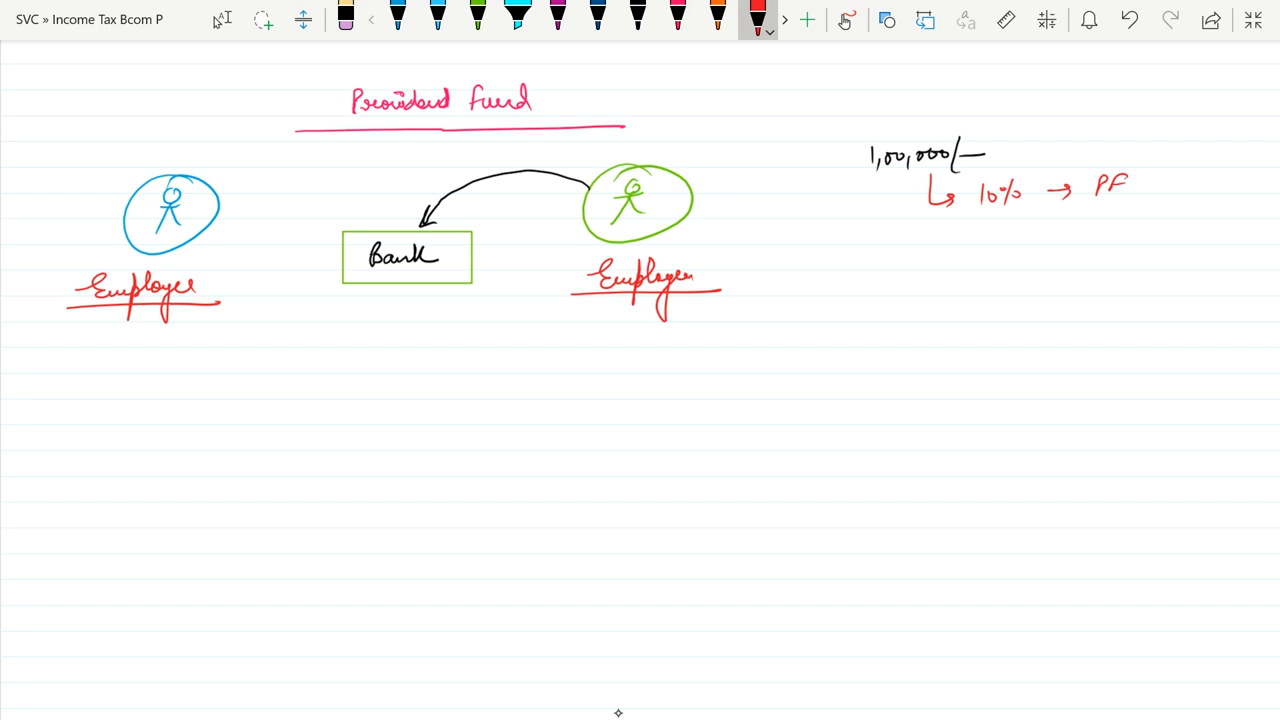 SVC » Income Tax Bcom P
Provident Fund
1,00,000/-
↳ 10% → PF
Bank
Employee
Employer